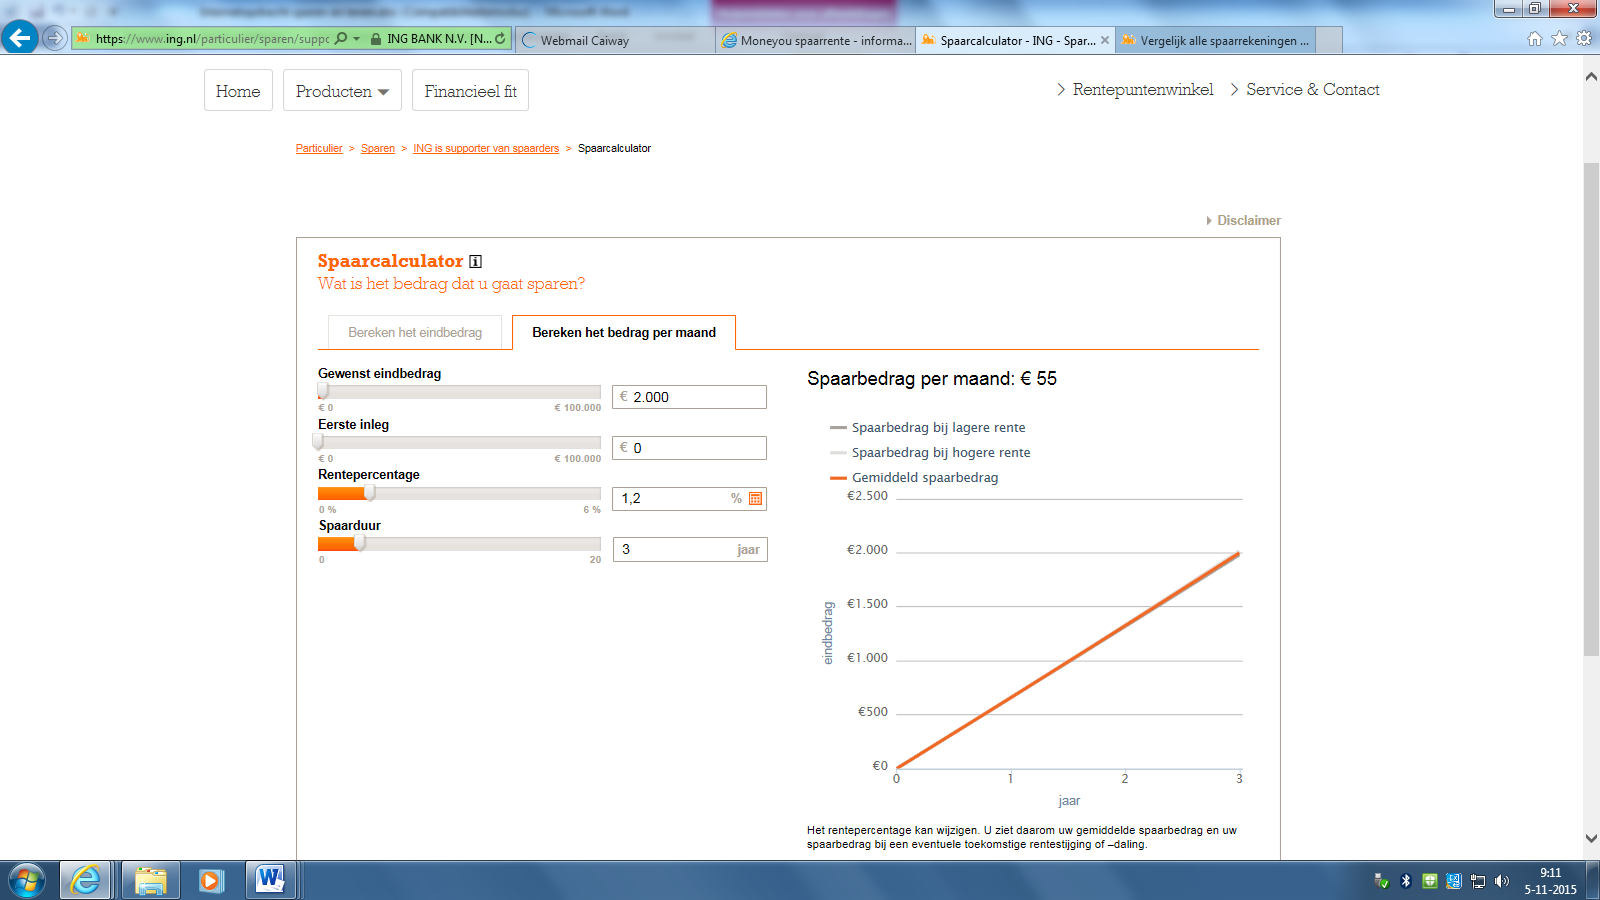 https://www.ing.nl/particulier/sparen/suppc
ING BANK N.V. [N...
Webmail Caiway
Moneyou spaarrente - informa...
Spaarcalculator - ING - Spar...
Vergelijk alle spaarrekeningen ...
Home
Producten
Financieel fit
Rentepuntenwinkel
Service & Contact
Particulier > Sparen > ING is supporter van spaarders > Spaarcalculator
Disclaimer
Spaarcalculator
Wat is het bedrag dat u gaat sparen?
Bereken het eindbedrag
Bereken het bedrag per maand
Gewenst eindbedrag
€ 2.000
€ 0
€ 100.000
Eerste inleg
€ 0
€ 0
€ 100.000
Rentepercentage
1,2 %
0 %
6 %
Spaarduur
3 jaar
0
20
Spaarbedrag per maand: € 55
Spaarbedrag bij lagere rente
Spaarbedrag bij hogere rente
Gemiddeld spaarbedrag
€2.500
€2.000
€1.500
€1.000
€500
€0
eindbedrag
0
1
2
3
jaar
Het rentepercentage kan wijzigen. U ziet daarom uw gemiddelde spaarbedrag en uw
spaarbedrag bij een eventuele toekomstige rentestijging of –daling.
9:11
5-11-2015